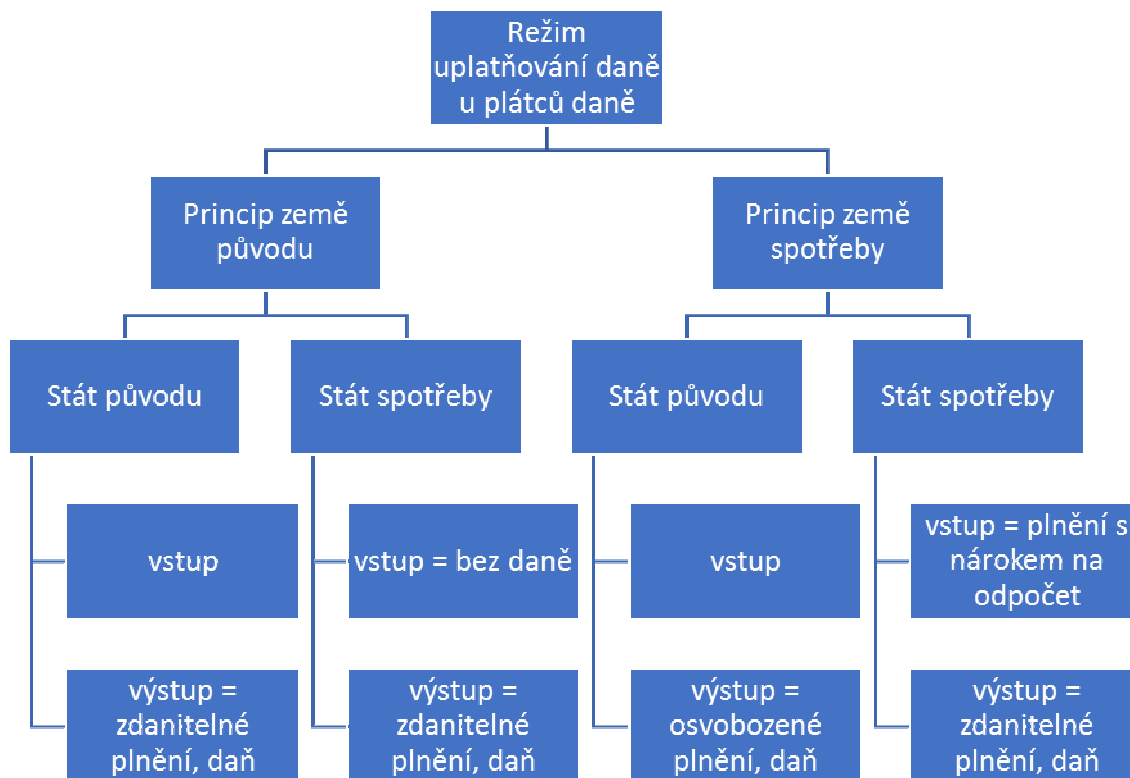 Režim
uplatňování daně
u plátců daně
Princip země
původu
Princip země
spotřeby
Stát původu
Stát spotřeby
Stát původu
Stát spotřeby
vstup
vstup = bez daně
vstup
vstup = plnění s
nárokem na
odpočet
výstup =
zdanitelné
plnění, daň
výstup =
zdanitelné
plnění, daň
výstup =
osvobozené
plnění, daň
výstup =
zdanitelné
plnění, daň